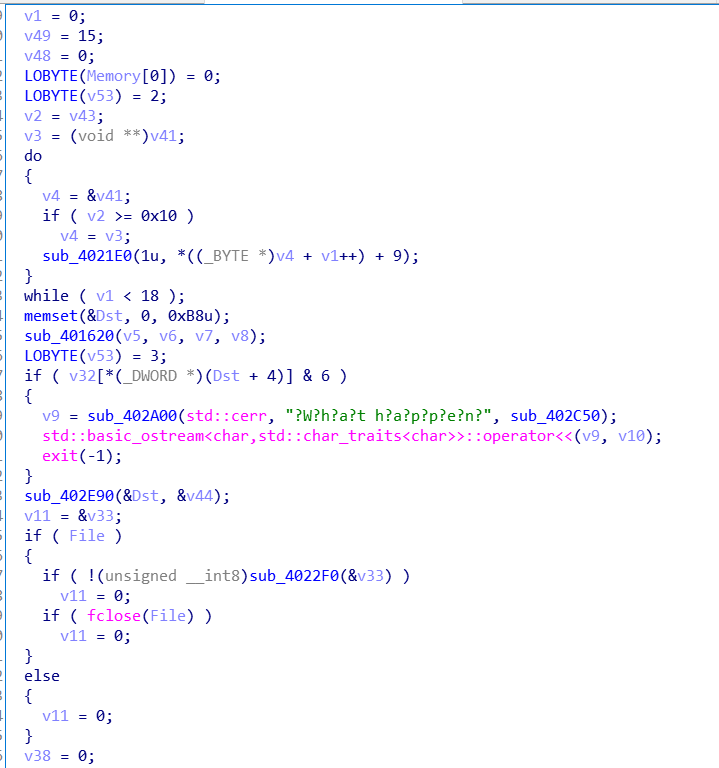 v1 = 0;
v49 = 15;
v48 = 0;
LOBYTE(Memory[0]) = 0;
LOBYTE(v53) = 2;
v2 = v43;
v3 = (void **)v41;
do
{
v4 = &v41;
if ( v2 >= 0x10 )
v4 = v3;
sub_4021E0(1u, *((_BYTE *)v4 + v1++) + 9);
}
while ( v1 < 18 );
memset(&Dst, 0, 0xB8u);
sub_401620(v5, v6, v7, v8);
LOBYTE(v53) = 3;
if ( v32[*(_DWORD *)(Dst + 4)] & 6 )
{
v9 = sub_402A00(std::cerr, "?W?h?a?t h?a?p?p?e?n?", sub_402C50);
std::basic_ostream<char,std::char_traits<char>>::operator<<(v9, v10);
exit(-1);
}
sub_402E90(&Dst, &v44);
v11 = &v33;
if ( File )
{
if ( !(unsigned __int8)sub_4022F0(&v33) )
v11 = 0;
if ( fclose(File) )
v11 = 0;
}
else
{
v11 = 0;
}
v38 = 0;